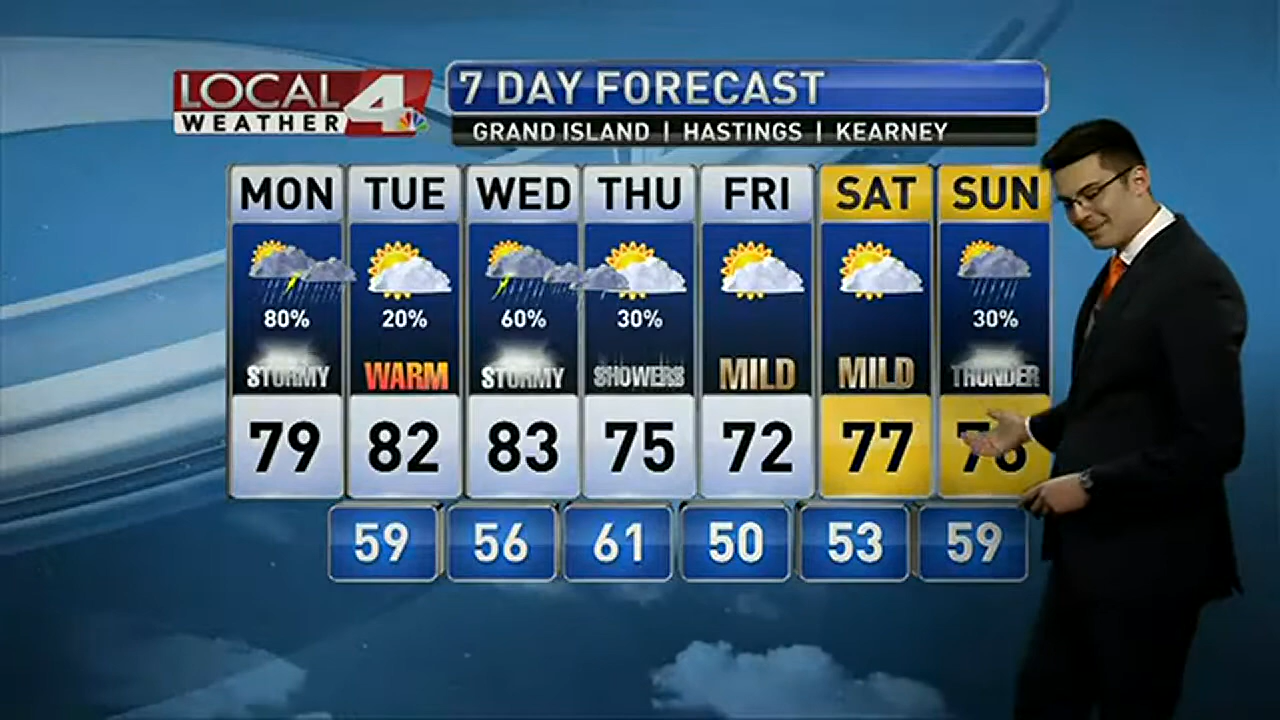 LOCAL 4
WEATHER
7 DAY FORECAST
GRAND ISLAND | HASTINGS | KEARNEY
MON TUE WED THU FRI SAT SUN
80% 20% 60% 30% 30%
STORMY WARM STORMY SHOWERS MILD MILD THUNDER
79 82 83 75 72 77
59 56 61 50 53 59